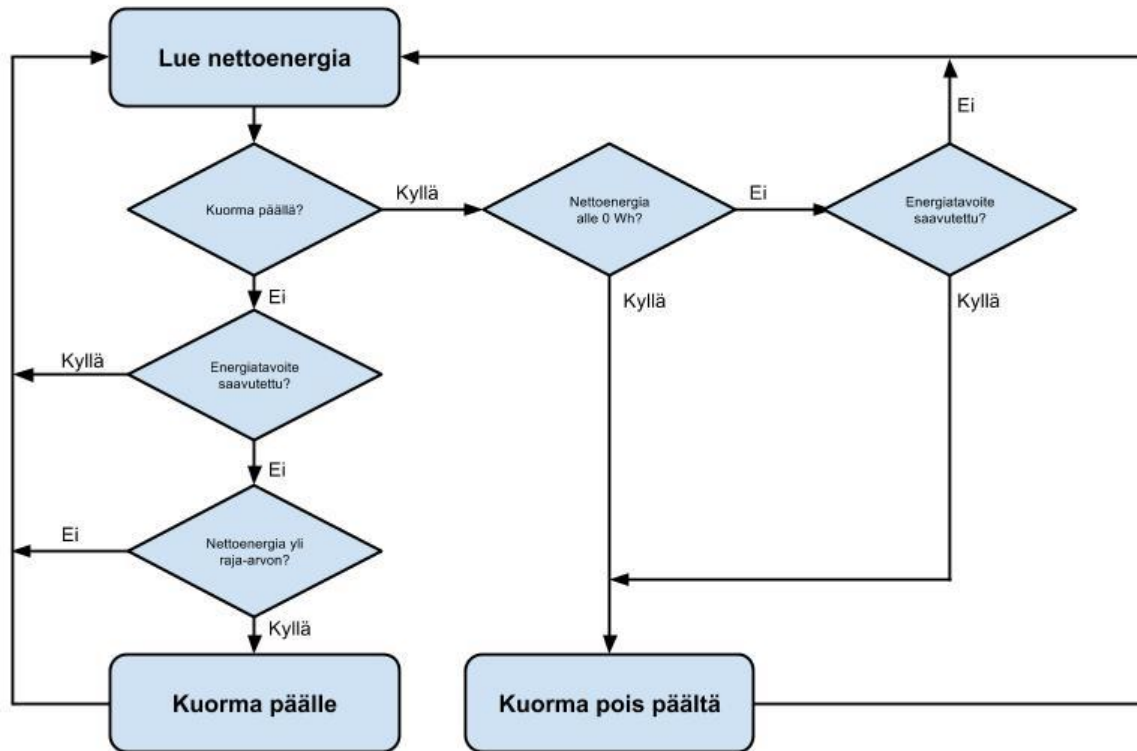 Lue nettoenergia
Ei
Kuorma päällä?
Kyllä
Nettoenergia
alle 0 Wh?
Ei
Energiatavoite
saavutettu?
Ei
Kyllä
Kyllä
Kyllä
Energiatavoite
saavutettu?
Ei
Ei
Nettoenergia yli
raja-arvon?
Kyllä
Kuorma päälle
Kuorma pois päältä